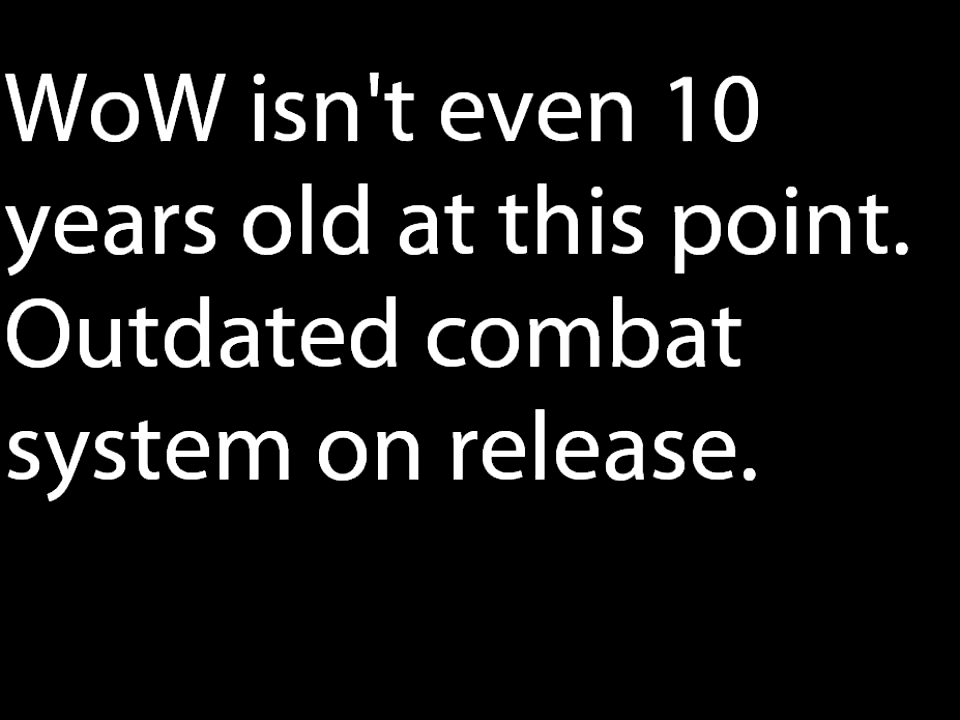 WoW isn't even 10
years old at this point.
Outdated combat
system on release.